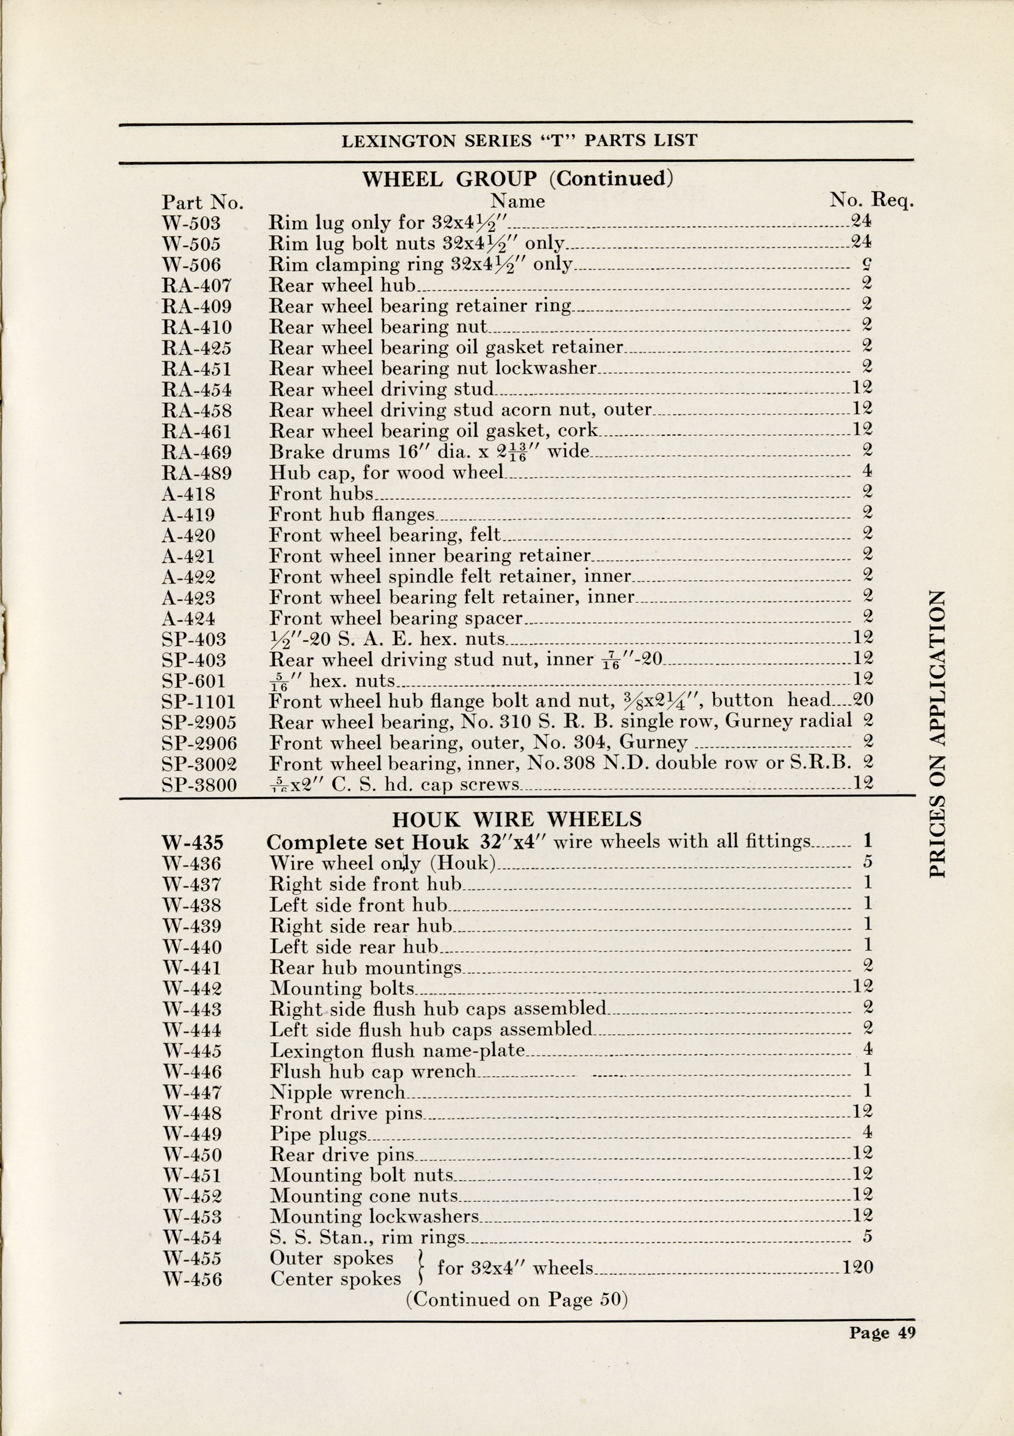 LEXINGTON SERIES “T” PARTS LIST
WHEEL GROUP (Continued)
Part No. Name No. Req.
W-503 Rim lug only for 32x4½″ 24
W-505 Rim lug bolt nuts 32x4½″ only 24
W-506 Rim clamping ring 32x4½″ only
RA-407 Rear wheel hub 2
RA-409 Rear wheel bearing retainer ring 2
RA-410 Rear wheel bearing nut 2
RA-425 Rear wheel bearing oil gasket retainer 2
RA-451 Rear wheel bearing nut lockwasher 2
RA-454 Rear wheel driving stud 12
RA-458 Rear wheel driving stud acorn nut, outer 12
RA-461 Rear wheel bearing oil gasket, cork 12
RA-469 Brake drums 16″ dia. x 2 13/16″ wide 2
RA-489 Hub cap, for wood wheel 4
A-418 Front hubs 2
A-419 Front hub flanges 2
A-420 Front wheel bearing, felt 2
A-421 Front wheel inner bearing retainer 2
A-422 Front wheel spindle felt retainer, inner 2
A-423 Front wheel bearing felt retainer, inner 2
A-424 Front wheel bearing spacer 2
SP-403 ½″-20 S. A. E. hex. nuts 12
SP-403 Rear wheel driving stud nut, inner 7/16″-20 12
SP-601 5/16″ hex. nuts 12
SP-1101 Front wheel hub flange bolt and nut, ⅜x2¼″, button head 20
SP-2905 Rear wheel bearing, No. 310 S. R. B. single row, Gurney radial 2
SP-2906 Front wheel bearing, outer, No. 304, Gurney 2
SP-3002 Front wheel bearing, inner, No. 308 N.D. double row or S.R.B. 2
SP-3800 5/16x2″ C. S. hd. cap screws 12
HOUK WIRE WHEELS
W-435 Complete set Houk 32″x4″ wire wheels with all fittings 1
W-436 Wire wheel only (Houk) 5
W-437 Right side front hub 1
W-438 Left side front hub 1
W-439 Right side rear hub 1
W-440 Left side rear hub 1
W-441 Rear hub mountings 2
W-442 Mounting bolts 12
W-443 Right side flush hub caps assembled 2
W-444 Left side flush hub caps assembled 2
W-445 Lexington flush name-plate 4
W-446 Flush hub cap wrench 1
W-447 Nipple wrench 1
W-448 Front drive pins 12
W-449 Pipe plugs 4
W-450 Rear drive pins 12
W-451 Mounting bolt nuts 12
W-452 Mounting cone nuts 12
W-453 Mounting lockwashers 12
W-454 S. S. Stan., rim rings 5
W-455 Outer spokes } for 32x4″ wheels 120
W-456 Center spokes
(Continued on Page 50)
Page 49
PRICES ON APPLICATION